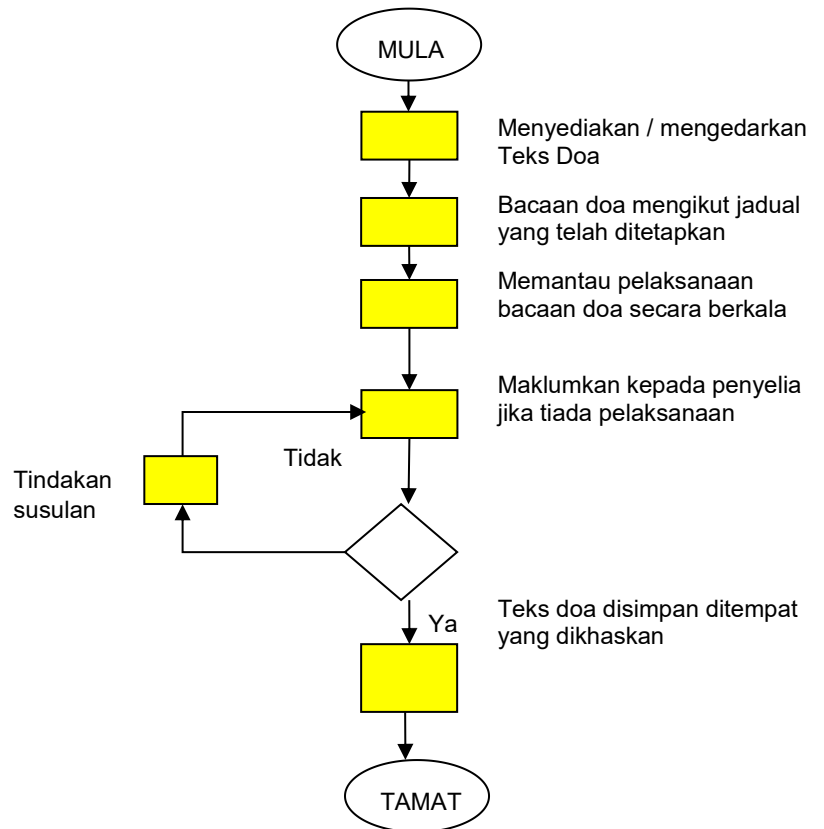 MULA
Menyediakan / mengedarkan
Teks Doa
Bacaan doa mengikut jadual
yang telah ditetapkan
Memantau pelaksanaan
bacaan doa secara berkala
Maklumkan kepada penyelia
jika tiada pelaksanaan
Tidak
Tindakan
susulan
Ya
Teks doa disimpan ditempat
yang dikhaskan
TAMAT